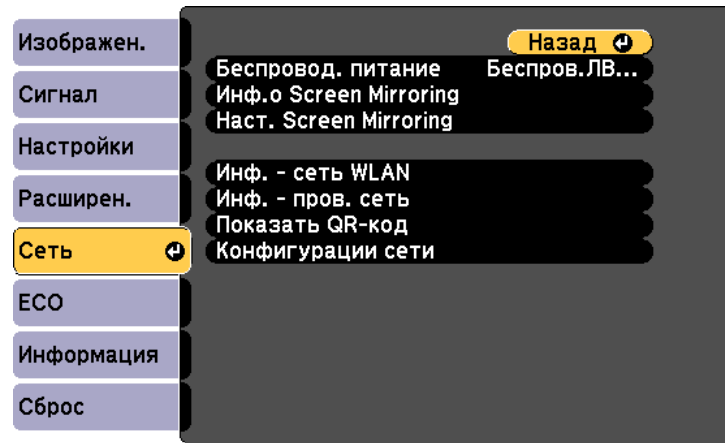 Изображен.
Сигнал
Настройки
Расширен.
Сеть
ECO
Информация
Сброс
Назад
Беспровод. питание Беспров.ЛВ...
Инф.о Screen Mirroring
Наст. Screen Mirroring
Инф. - сеть WLAN
Инф. - пров. сеть
Показать QR-код
Конфигурации сети